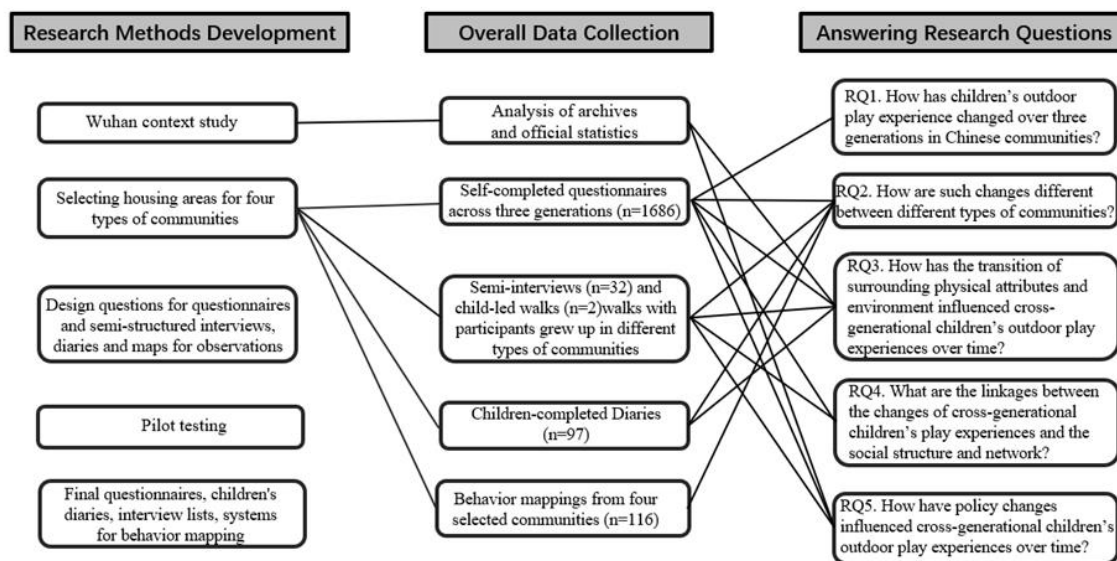 Research Methods Development
Overall Data Collection
Answering Research Questions
Wuhan context study
Selecting housing areas for four
types of communities
Design questions for questionnaires
and semi-structured interviews,
diaries and maps for observations
Pilot testing
Final questionnaires, children's
diaries, interview lists, systems
for behavior mapping
Analysis of archives
and official statistics
Self-completed questionnaires
across three generations (n=1686)
Semi-interviews (n=32) and
child-led walks (n=2)walks with
participants grew up in different
types of communities
Children-completed Diaries
(n=97)
Behavior mappings from four
selected communities (n=116)
RQ1. How has children’s outdoor
play experience changed over three
generations in Chinese communities?
RQ2. How are such changes different
between different types of communities?
RQ3. How has the transition of
surrounding physical attributes and
environment influenced cross-
generational children’s outdoor play
experiences over time?
RQ4. What are the linkages between
the changes of cross-generational
children’s play experiences and the
social structure and network?
RQ5. How have policy changes
influenced cross-generational children’s
outdoor play experiences over time?